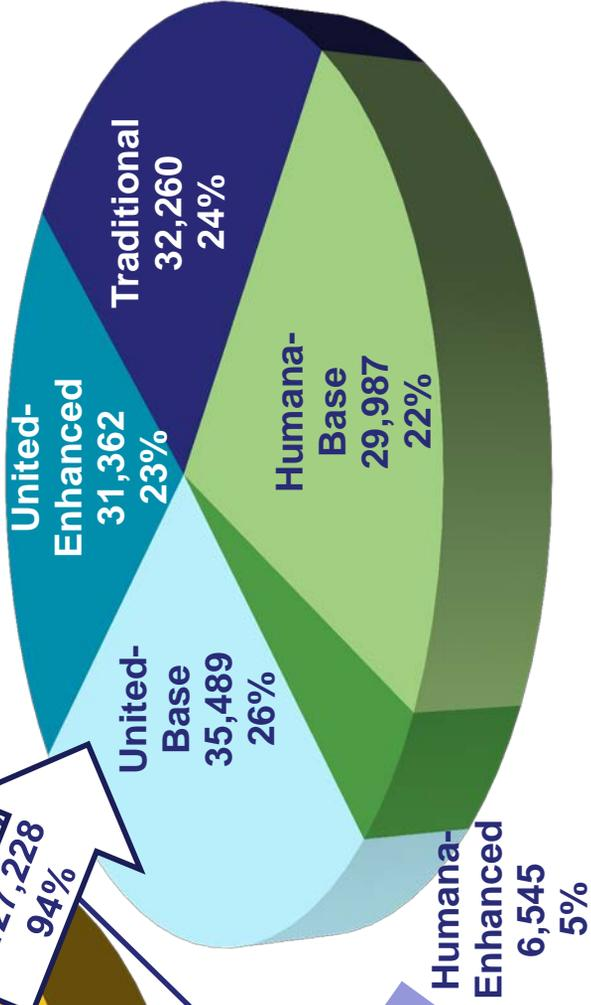 United-
Enhanced
31,362
23%
Traditional
32,260
24%
United-
Base
35,489
26%
Humana-
Base
29,987
22%
Humana-
Enhanced
6,545
5%
94%